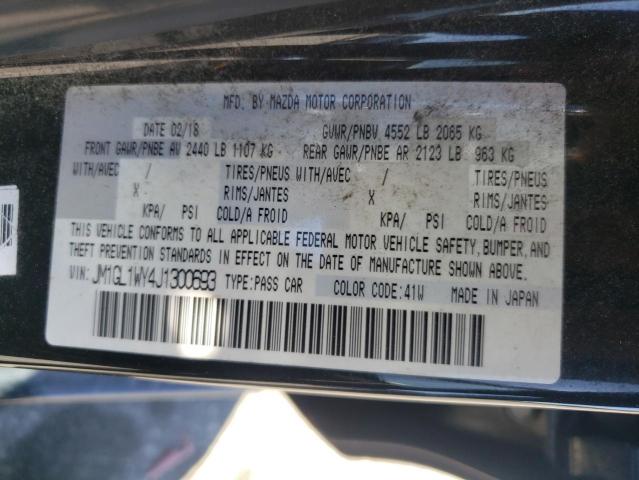 MFD. BY MAZDA MOTOR CORPORATION
DATE 02/18 GVWR/PNBV 4552 LB 2065 KG
FRONT GAWR/PNBE AV 2440 LB 1107 KG REAR GAWR/PNBE AR 2123 LB 963 KG
WITH/AVEC / TIRES/PNEUS WITH/AVEC / TIRES/PNEUS
X RIMS/JANTES X RIMS/JANTES
KPA/ PSI COLD/A FROID KPA/ PSI COLD/A FROID
THIS VEHICLE CONFORMS TO ALL APPLICABLE FEDERAL MOTOR VEHICLE SAFETY, BUMPER, AND
THEFT PREVENTION STANDARDS IN EFFECT ON THE DATE OF MANUFACTURE SHOWN ABOVE.
VIN: JM1GL1WY4J1300693 TYPE:PASS CAR COLOR CODE:41W MADE IN JAPAN